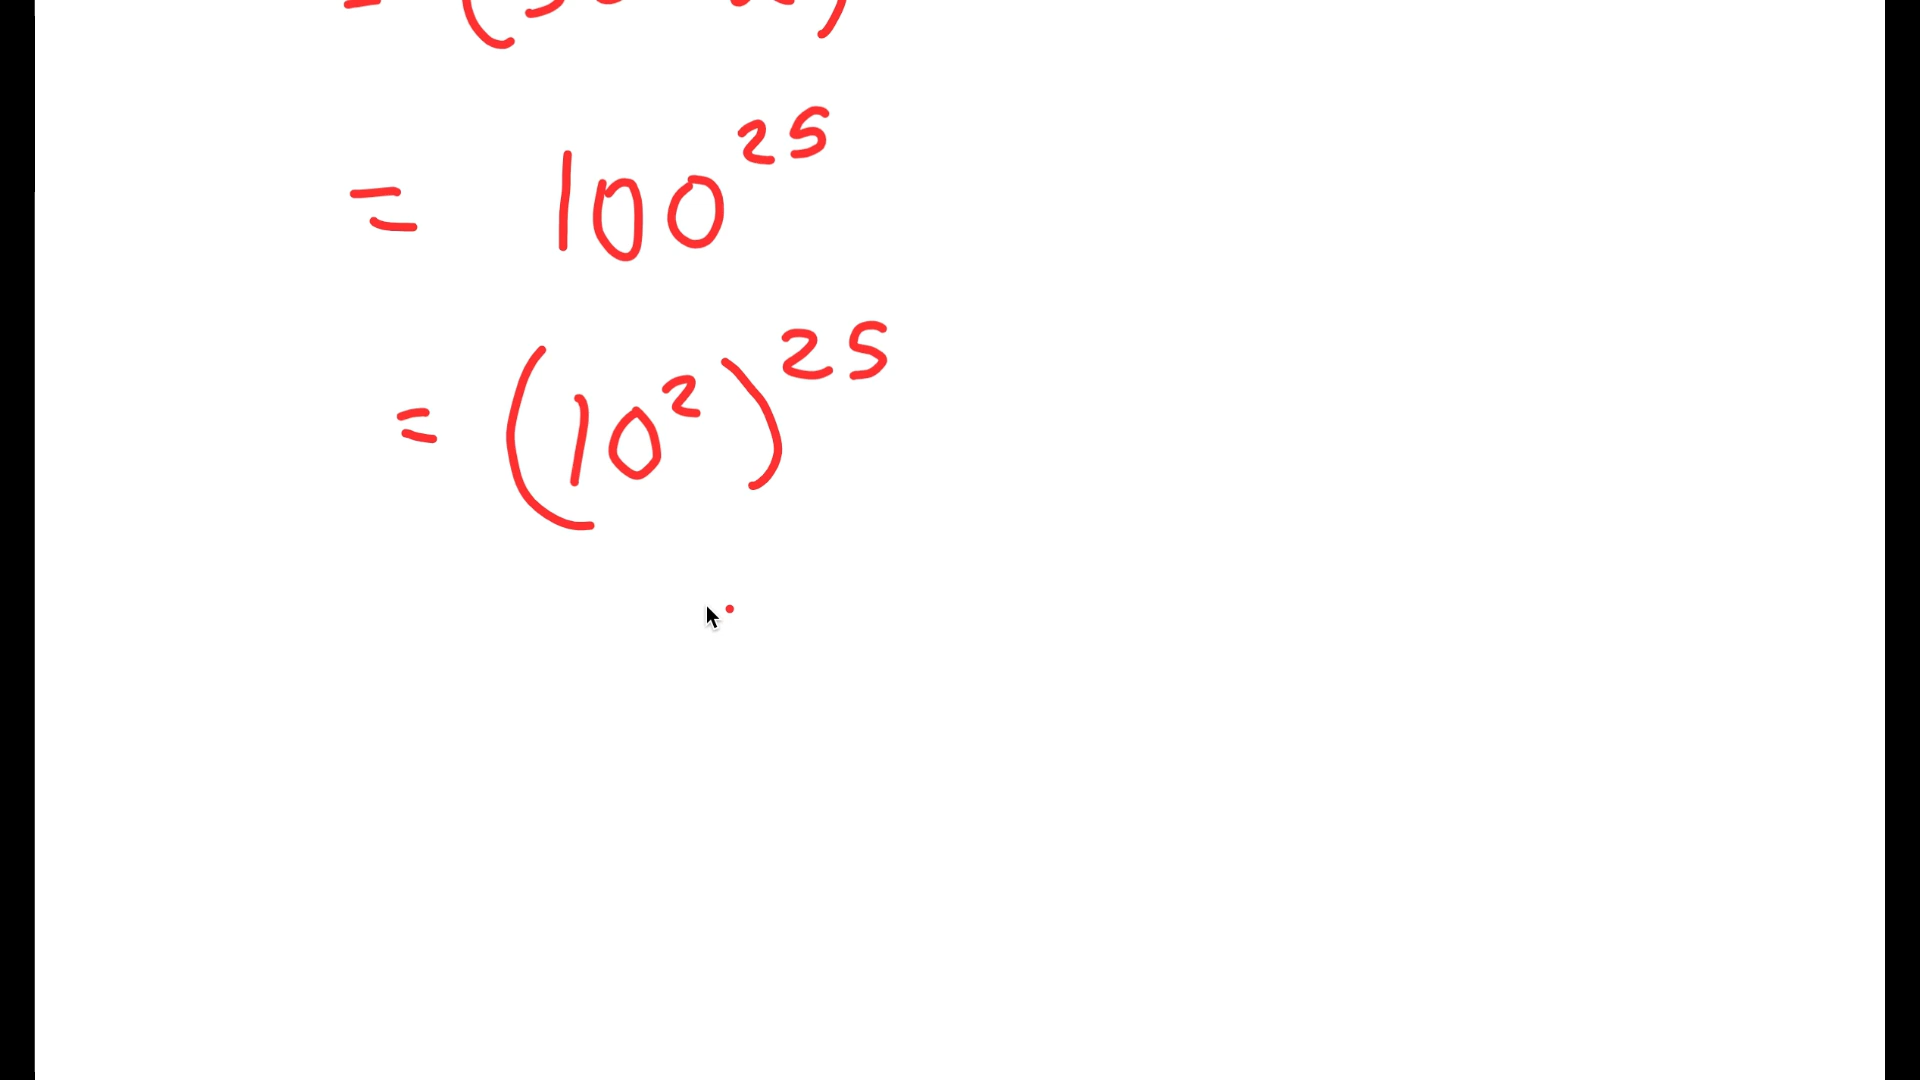 = 100^25
= (10^2)^25